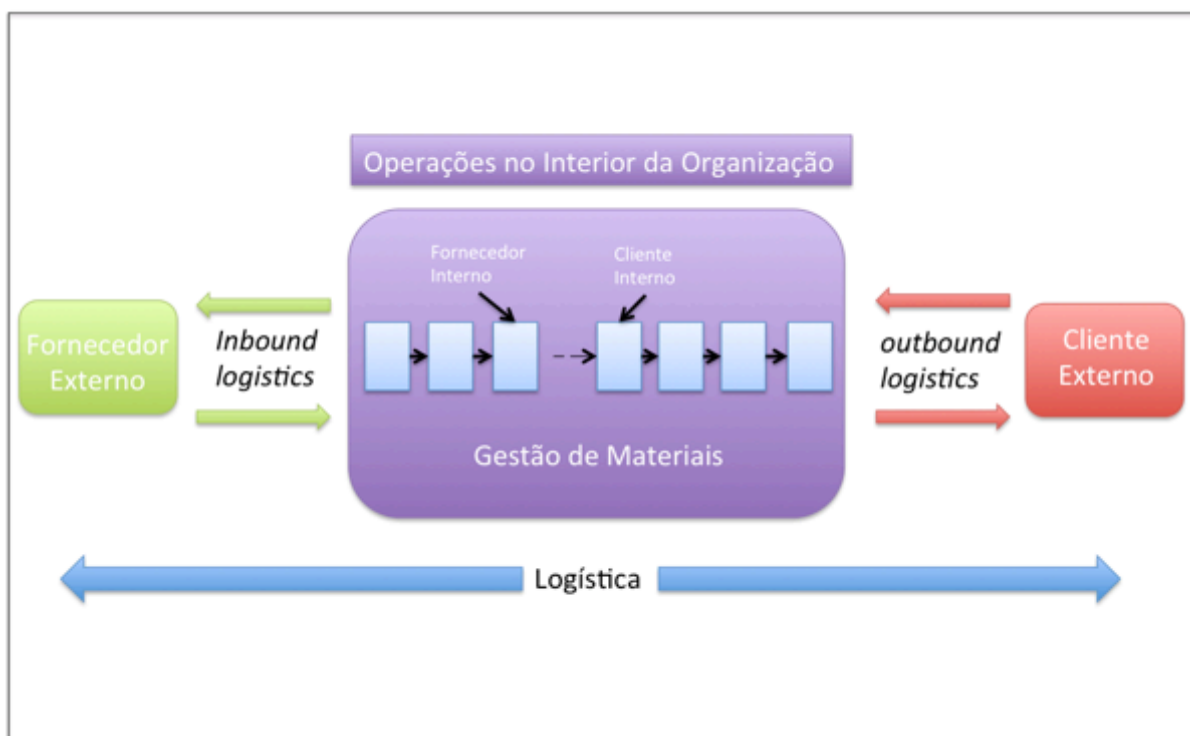 Operações no Interior da Organização
Fornecedor
Interno
Cliente
Interno
Fornecedor
Externo
Inbound
logistics
outbound
logistics
Cliente
Externo
Gestão de Materiais
Logística